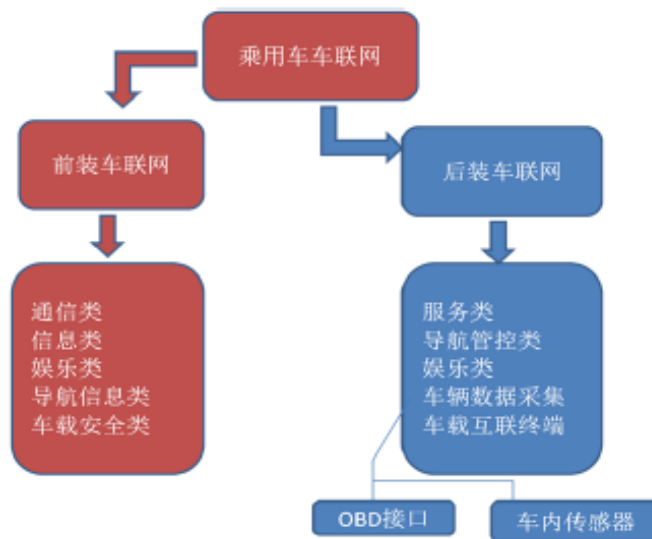 乘用车车联网
前装车联网
后装车联网
通信类
信息类
娱乐类
导航信息类
车载安全类
服务类
导航管控类
娱乐类
车辆数据采集
车载互联终端
OBD接口
车内传感器